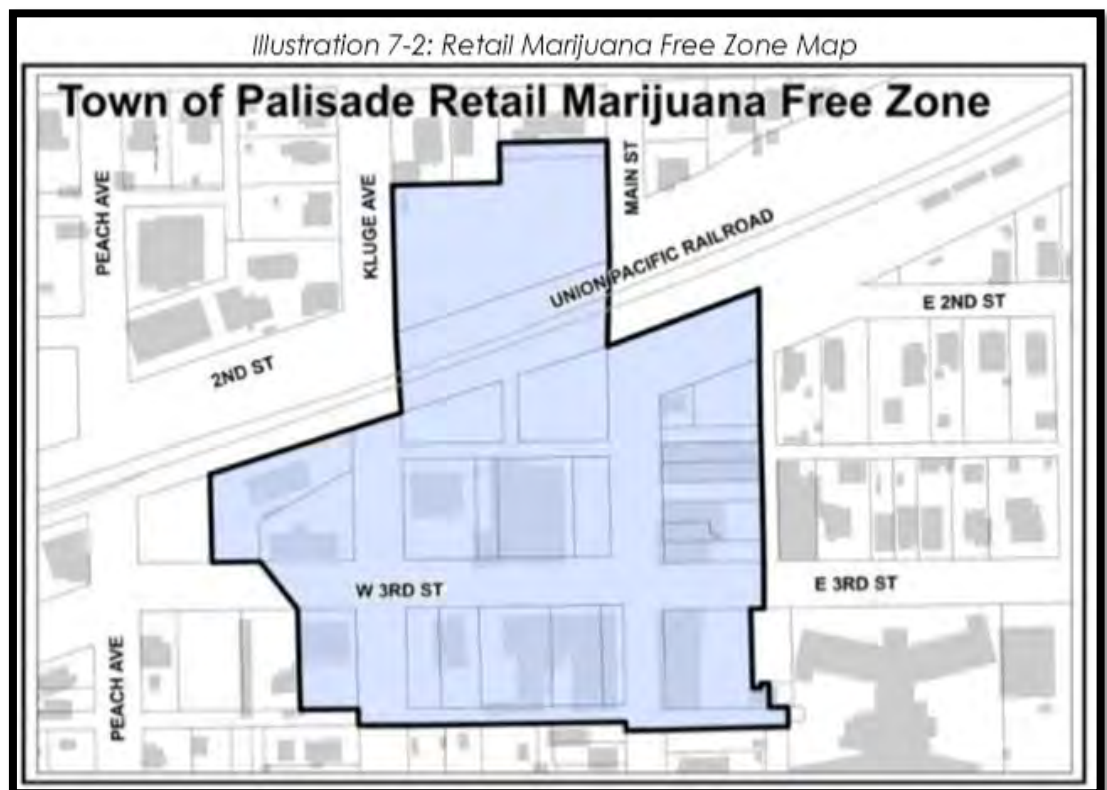 Illustration 7-2: Retail Marijuana Free Zone Map
Town of Palisade Retail Marijuana Free Zone
PEACH AVE
KLUGE AVE
MAIN ST
UNION PACIFIC RAILROAD
E 2ND ST
2ND ST
W 3RD ST
E 3RD ST
PEACH AVE